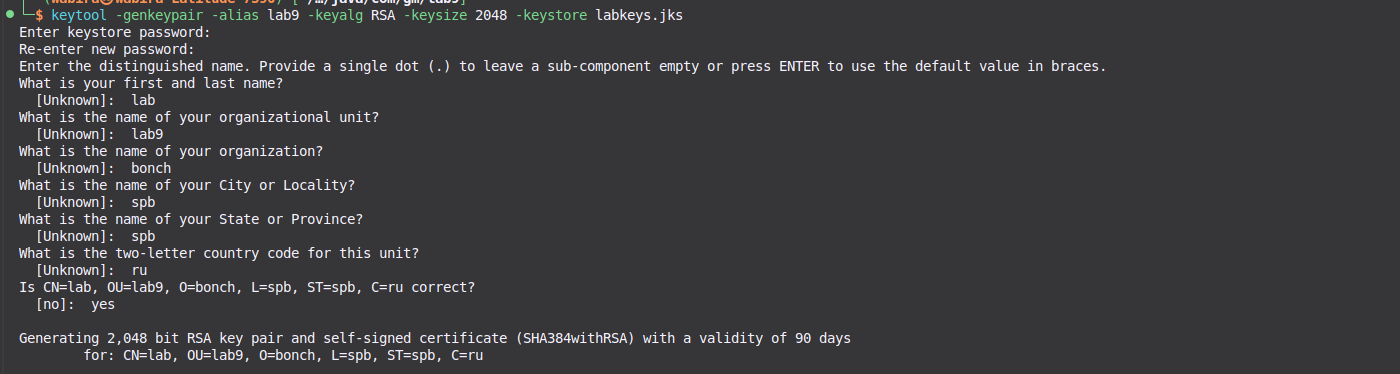 $ keytool -genkeypair -alias lab9 -keyalg RSA -keysize 2048 -keystore labkeys.jks
Enter keystore password:
Re-enter new password:
Enter the distinguished name. Provide a single dot (.) to leave a sub-component empty or press ENTER to use the default value in braces.
What is your first and last name?
  [Unknown]:  lab
What is the name of your organizational unit?
  [Unknown]:  lab9
What is the name of your organization?
  [Unknown]:  bonch
What is the name of your City or Locality?
  [Unknown]:  spb
What is the name of your State or Province?
  [Unknown]:  spb
What is the two-letter country code for this unit?
  [Unknown]:  ru
Is CN=lab, OU=lab9, O=bonch, L=spb, ST=spb, C=ru correct?
  [no]:  yes
Generating 2,048 bit RSA key pair and self-signed certificate (SHA384withRSA) with a validity of 90 days
        for: CN=lab, OU=lab9, O=bonch, L=spb, ST=spb, C=ru